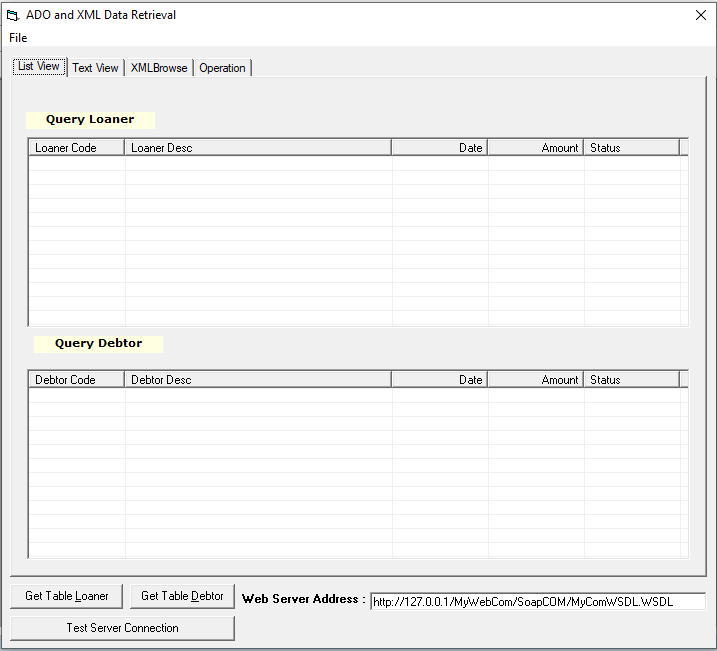 ADO and XML Data Retrieval
File
List View Text View XMLBrowse Operation
Query Loaner
Loaner Code Loaner Desc Date Amount Status
Query Debtor
Debtor Code Debtor Desc Date Amount Status
Get Table Loaner Get Table Debtor Web Server Address : http://127.0.0.1/MyWebCom/SoapCOM/MyComWSDL.WSDL
Test Server Connection